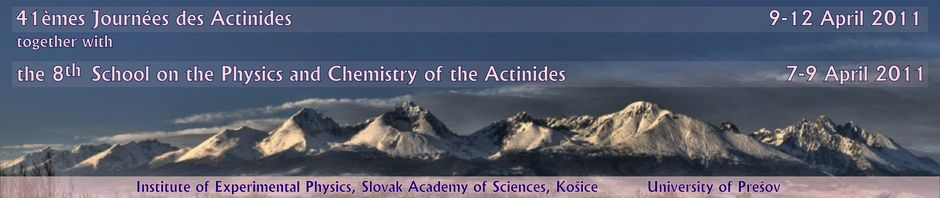 41èmes Journées des Actinides 9-12 April 2011
together with
the 8th School on the Physics and Chemistry of the Actinides 7-9 April 2011
Institute of Experimental Physics, Slovak Academy of Sciences, Košice University of Prešov